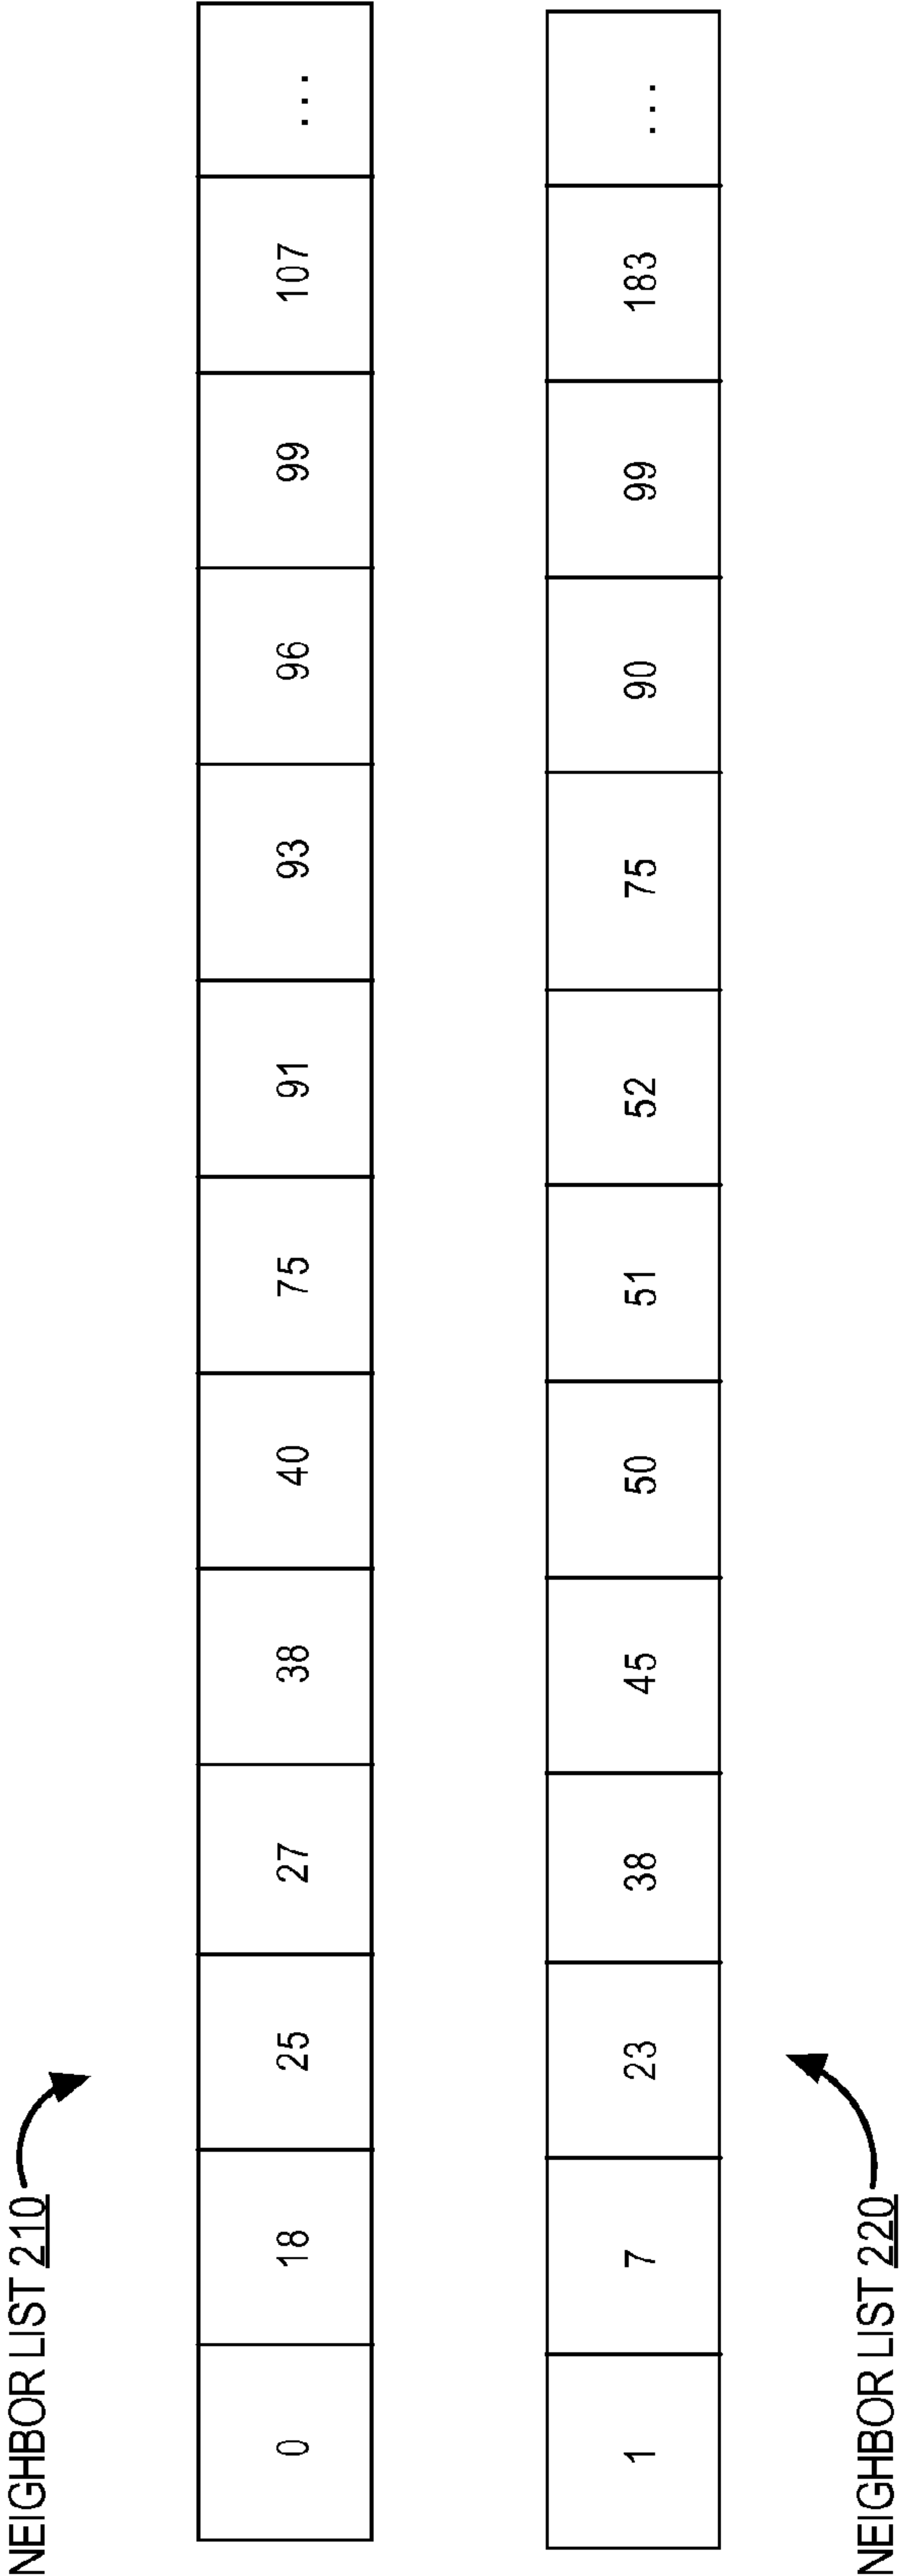 NEIGHBOR LIST 210
0 18 25 27 38 40 75 91 93 96 99 107 ...
1 7 23 38 45 50 51 52 75 90 99 183 ...
NEIGHBOR LIST 220